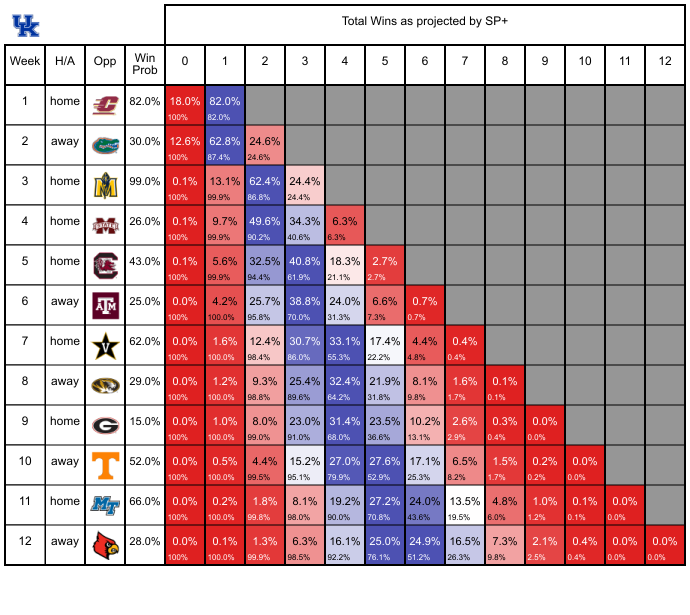 UK
Total Wins as projected by SP+
Week H/A Opp Win Prob 0 1 2 3 4 5 6 7 8 9 10 11 12
1 home C 82.0% 18.0% 82.0%
100% 82.0%
2 away Gators 30.0% 12.6% 62.8% 24.6%
100% 87.4% 24.6%
3 home M 99.0% 0.1% 13.1% 62.4% 24.4%
100% 99.9% 86.8% 24.4%
4 home M STATE 26.0% 0.1% 9.7% 49.6% 34.3% 6.3%
100% 99.9% 90.2% 40.6% 6.3%
5 home C 43.0% 0.1% 5.6% 32.5% 40.8% 18.3% 2.7%
100% 99.9% 94.4% 61.9% 21.1% 2.7%
6 away ATM 25.0% 0.0% 4.2% 25.7% 38.8% 24.0% 6.6% 0.7%
100% 100.0% 95.8% 70.0% 31.3% 7.3% 0.7%
7 home V 62.0% 0.0% 1.6% 12.4% 30.7% 33.1% 17.4% 4.4% 0.4%
100% 100.0% 98.4% 86.0% 55.3% 22.2% 4.8% 0.4%
8 away 29.0% 0.0% 1.2% 9.3% 25.4% 32.4% 21.9% 8.1% 1.6% 0.1%
100% 100.0% 98.8% 89.6% 64.2% 31.8% 9.8% 1.7% 0.1%
9 home G 15.0% 0.0% 1.0% 8.0% 23.0% 31.4% 23.5% 10.2% 2.6% 0.3% 0.0%
100% 100.0% 99.0% 91.0% 68.0% 36.6% 13.1% 2.9% 0.4% 0.0%
10 away T 52.0% 0.0% 0.5% 4.4% 15.2% 27.0% 27.6% 17.1% 6.5% 1.5% 0.2% 0.0%
100% 100.0% 99.5% 95.1% 79.9% 52.9% 25.3% 8.2% 1.7% 0.2% 0.0%
11 home MT 66.0% 0.0% 0.2% 1.8% 8.1% 19.2% 27.2% 24.0% 13.5% 4.8% 1.0% 0.1% 0.0%
100% 100.0% 99.8% 98.0% 90.0% 70.8% 43.6% 19.5% 6.0% 1.2% 0.1% 0.0%
12 away 28.0% 0.0% 0.1% 1.3% 6.3% 16.1% 25.0% 24.9% 16.5% 7.3% 2.1% 0.4% 0.0% 0.0%
100% 100.0% 99.9% 98.5% 92.2% 76.1% 51.2% 26.3% 9.8% 2.5% 0.4% 0.0% 0.0%